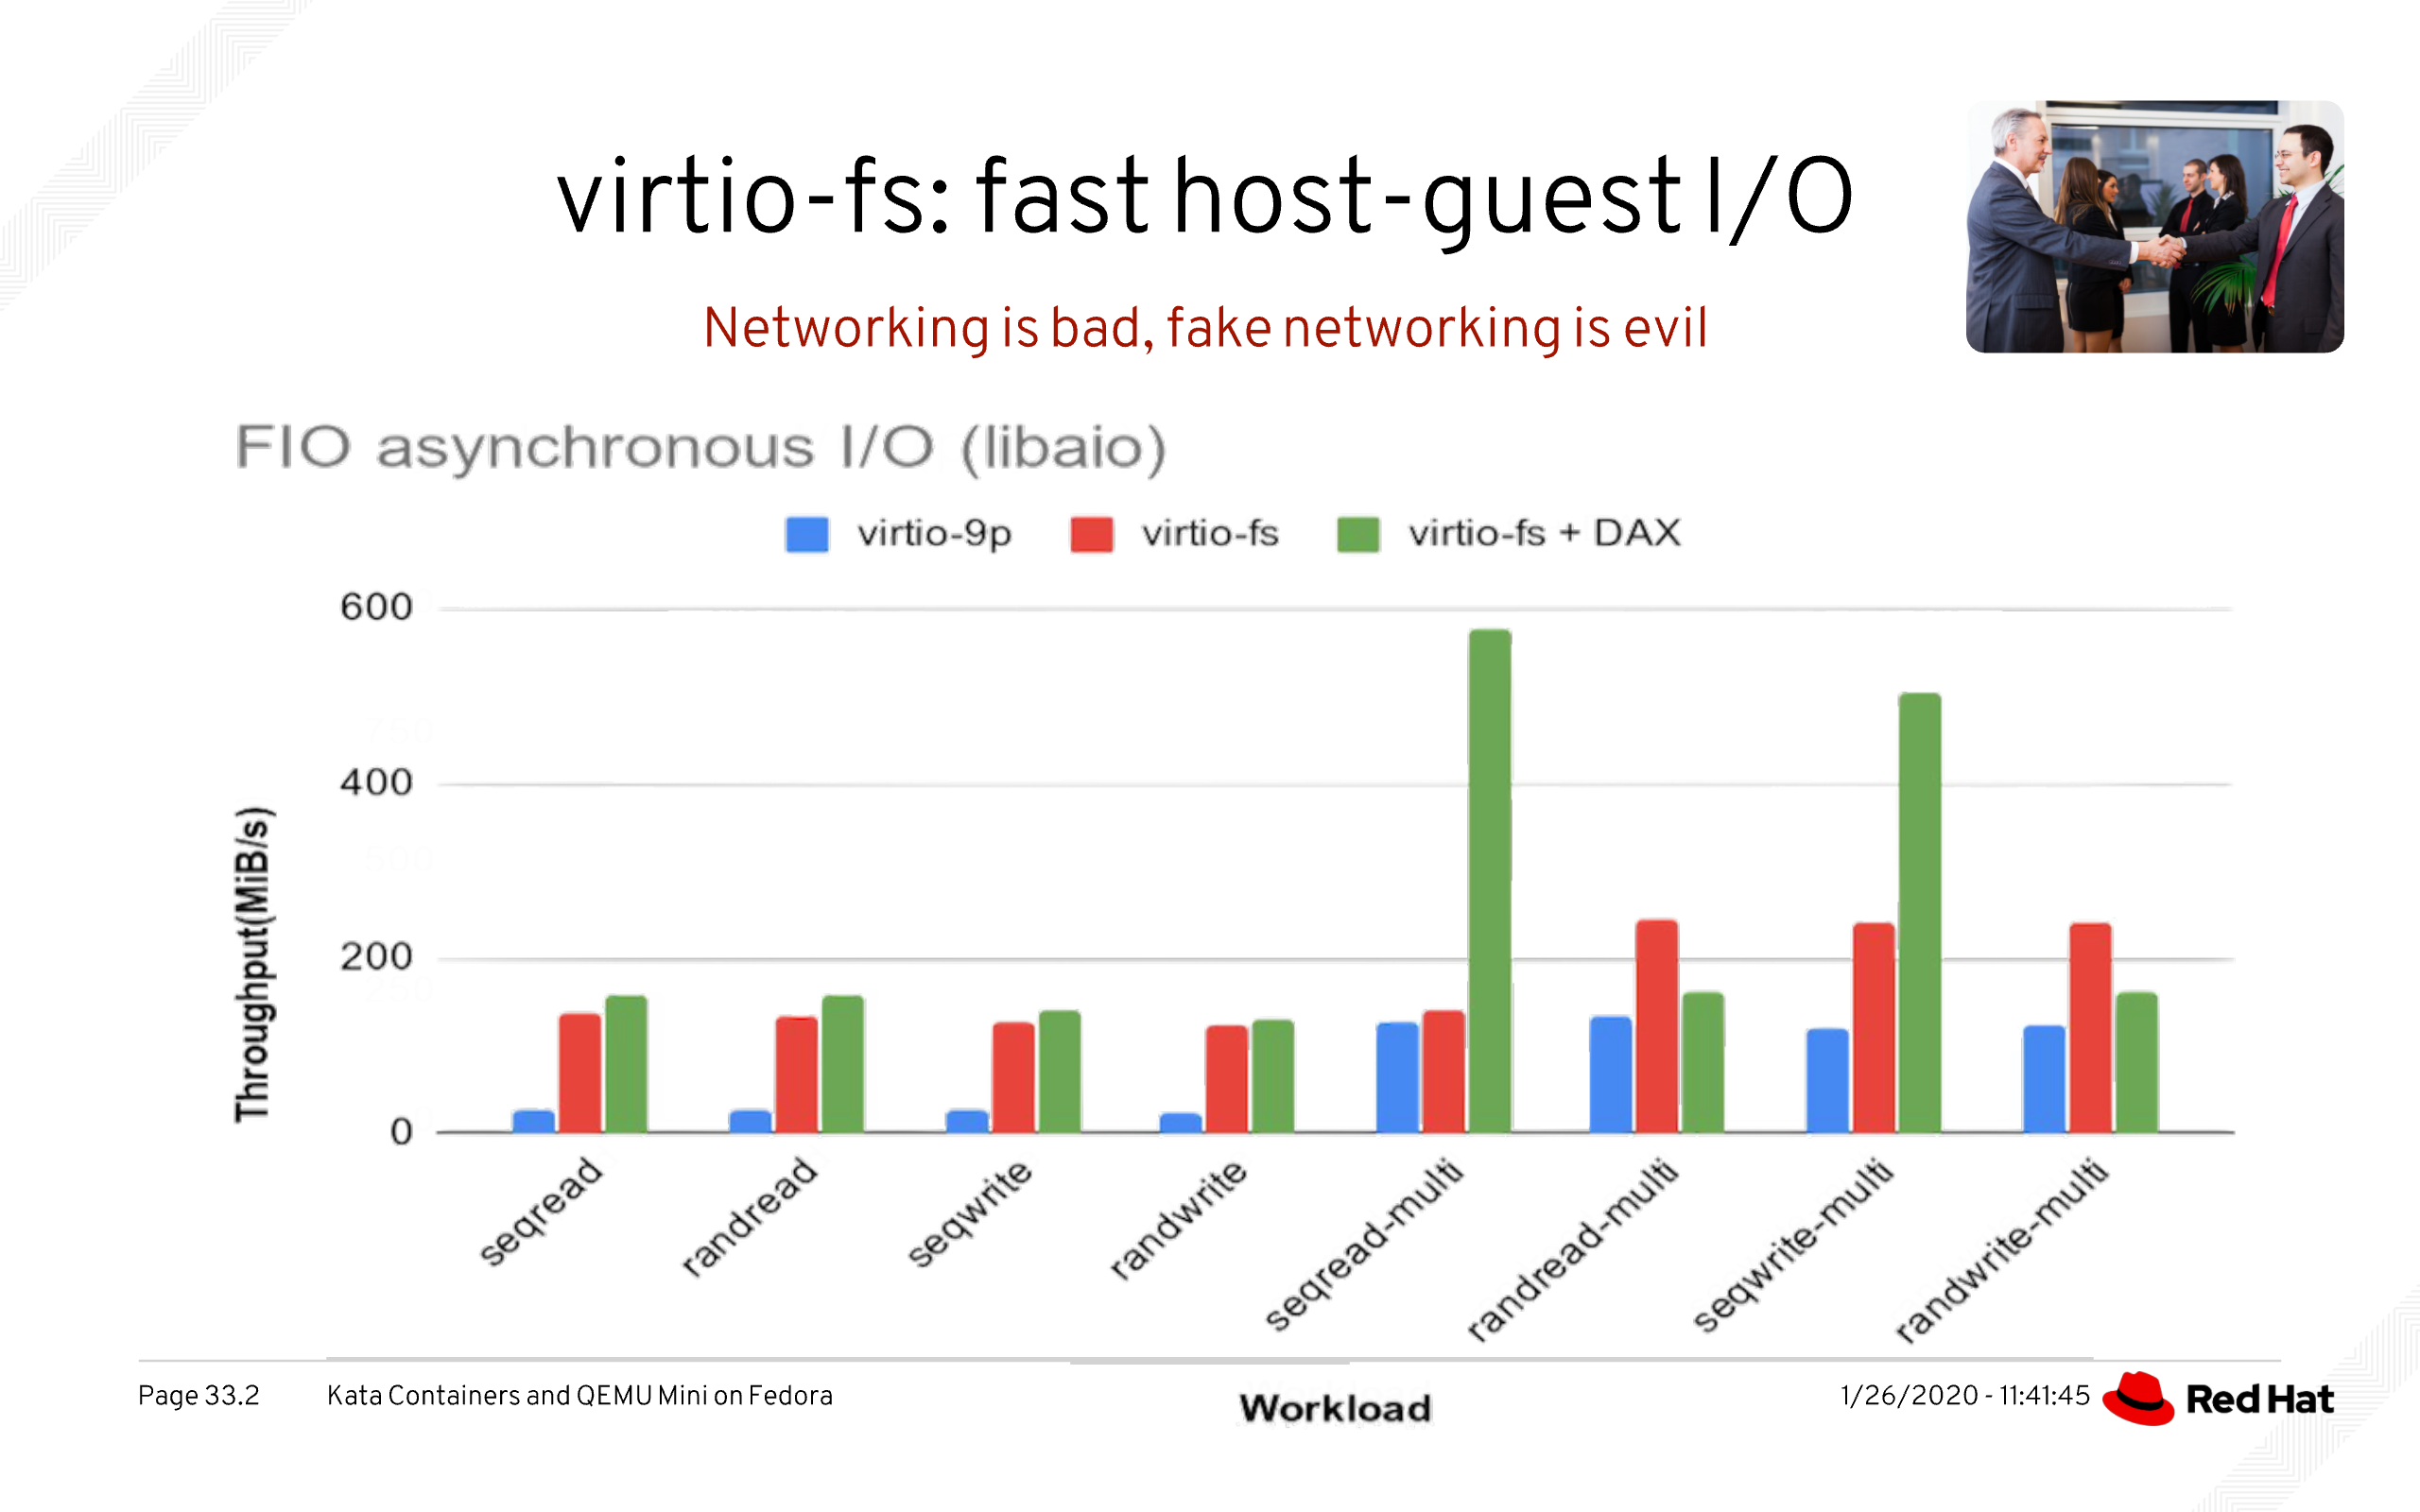 virtio-fs: fast host-guest I/O
Networking is bad, fake networking is evil
FIO asynchronous I/O (libaio)
virtio-9p virtio-fs virtio-fs + DAX
600
750
400
500
200
250
0
Throughput(MiB/s)
seqread randread seqwrite randwrite seqread-multi randread-multi seqwrite-multi randwrite-multi
Workload
Page 33.2 Kata Containers and QEMU Mini on Fedora 1/26/2020 - 11:41:45 Red Hat